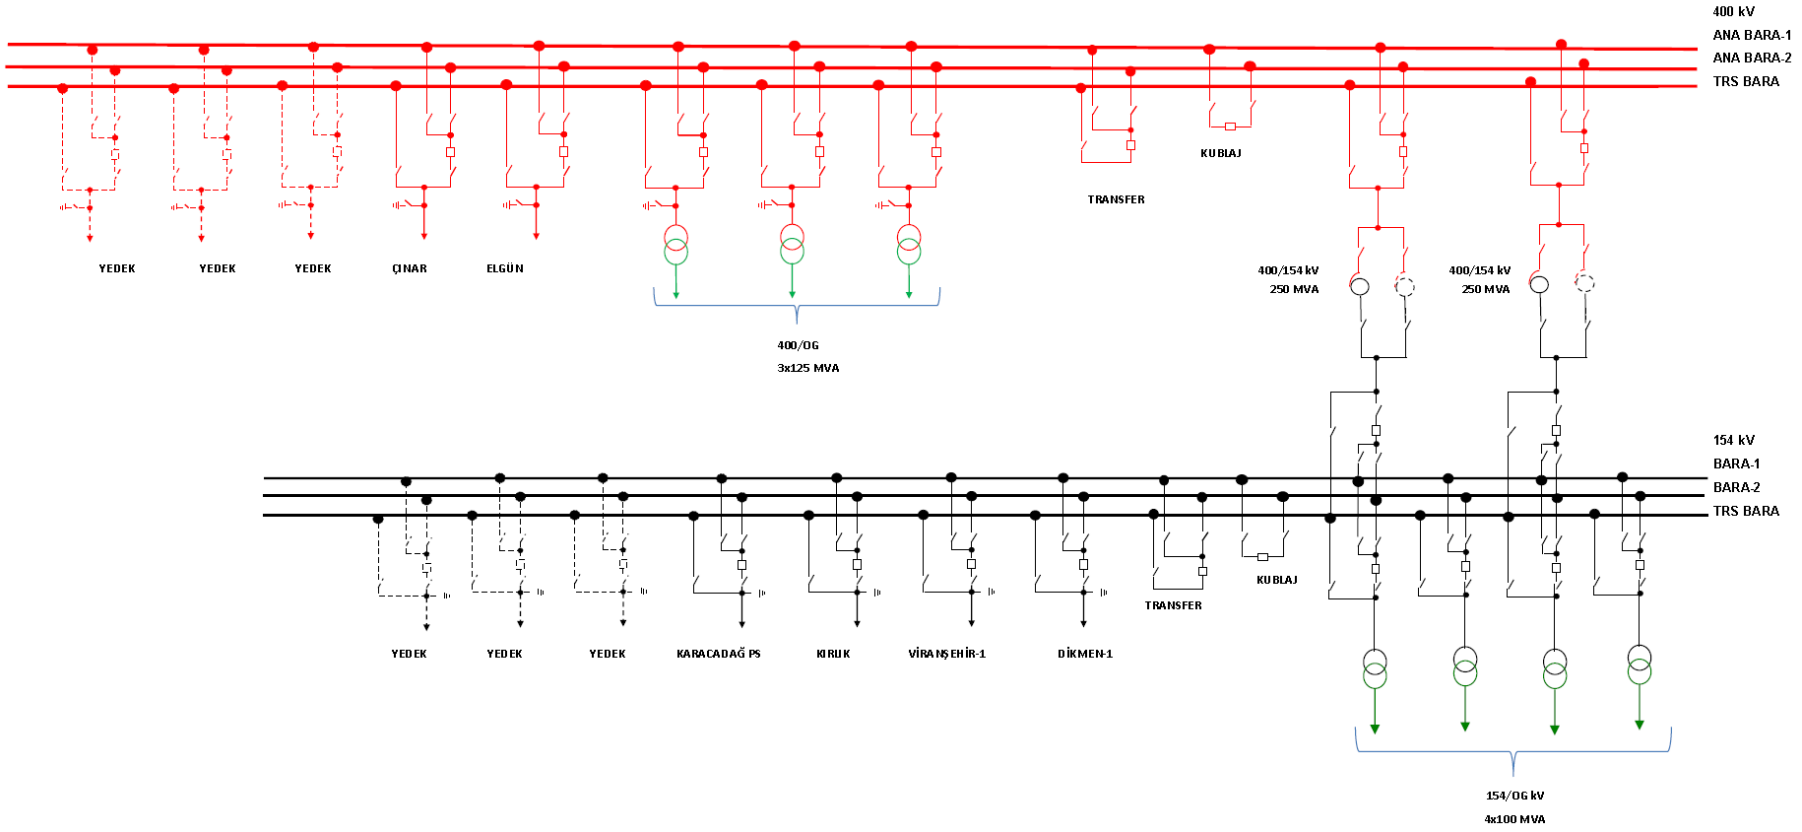 400 kV
ANA BARA-1
ANA BARA-2
TRS BARA
KUBLAJ
TRANSFER
YEDEK
YEDEK
YEDEK
ÇINAR
ELGÜN
400/154 kV
250 MVA
400/154 kV
250 MVA
400/OG
3x125 MVA
154 kV
BARA-1
BARA-2
TRS BARA
KUBLAJ
TRANSFER
YEDEK
YEDEK
YEDEK
KARACADAĞ PS
KIRLIK
VİRANŞEHİR-1
DİKMEN-1
154/OG kV
4x100 MVA